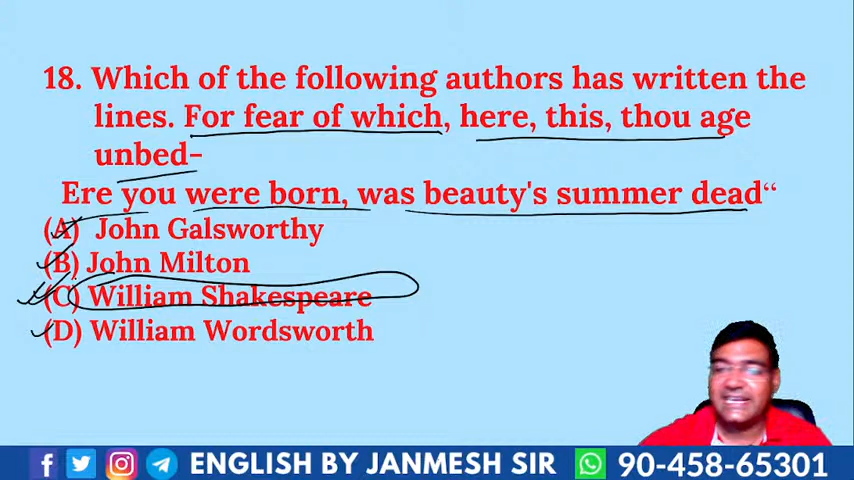 18. Which of the following authors has written the
lines. For fear of which, here, this, thou age
unbed-
Ere you were born, was beauty's summer dead“
(A) John Galsworthy
(B) John Milton
(C) William Shakespeare
(D) William Wordsworth
ENGLISH BY JANMESH SIR 90-458-65301